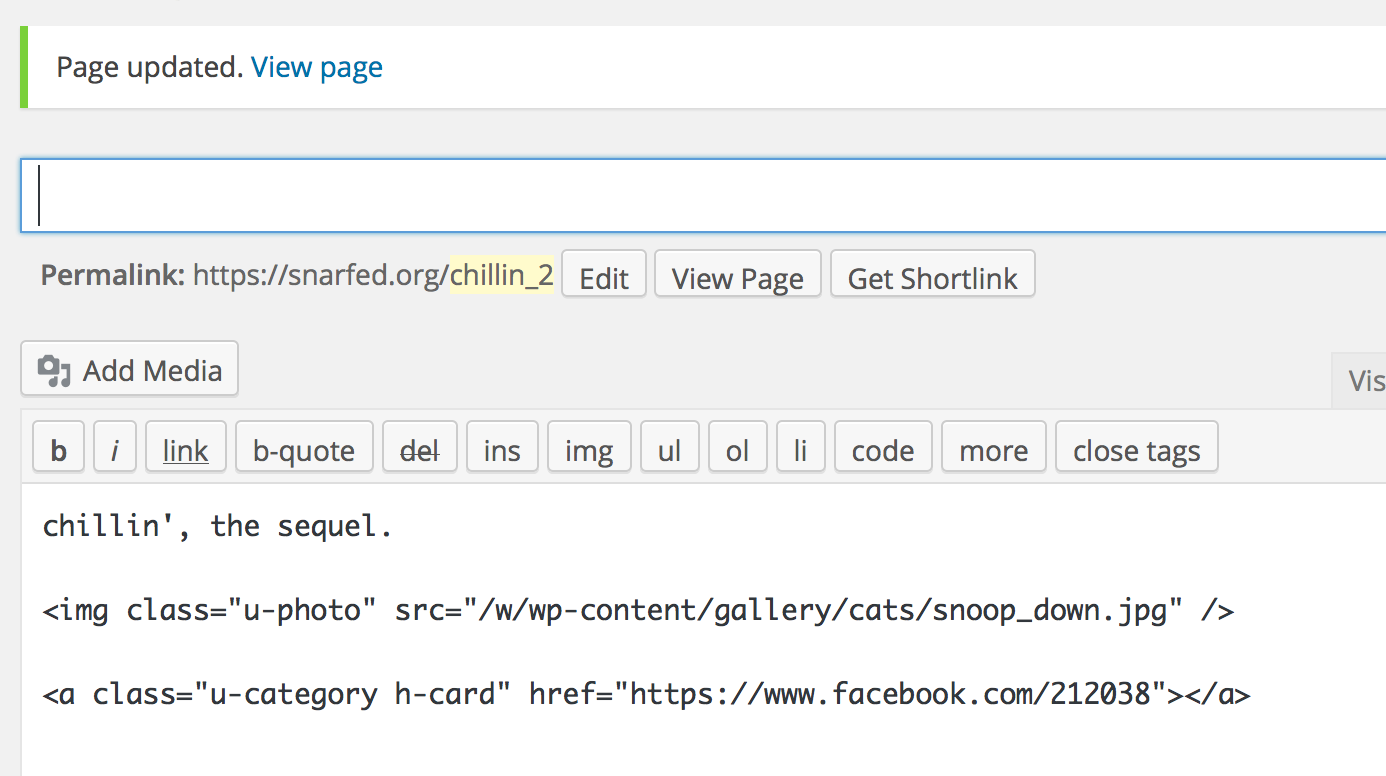 Page updated. View page
Permalink: https://snarfed.org/chillin_2 Edit View Page Get Shortlink
Add Media
Vis
b i link b-quote del ins img ul ol li code more close tags
chillin', the sequel.
<img class="u-photo" src="/w/wp-content/gallery/cats/snoop_down.jpg" />
<a class="u-category h-card" href="https://www.facebook.com/212038"></a>